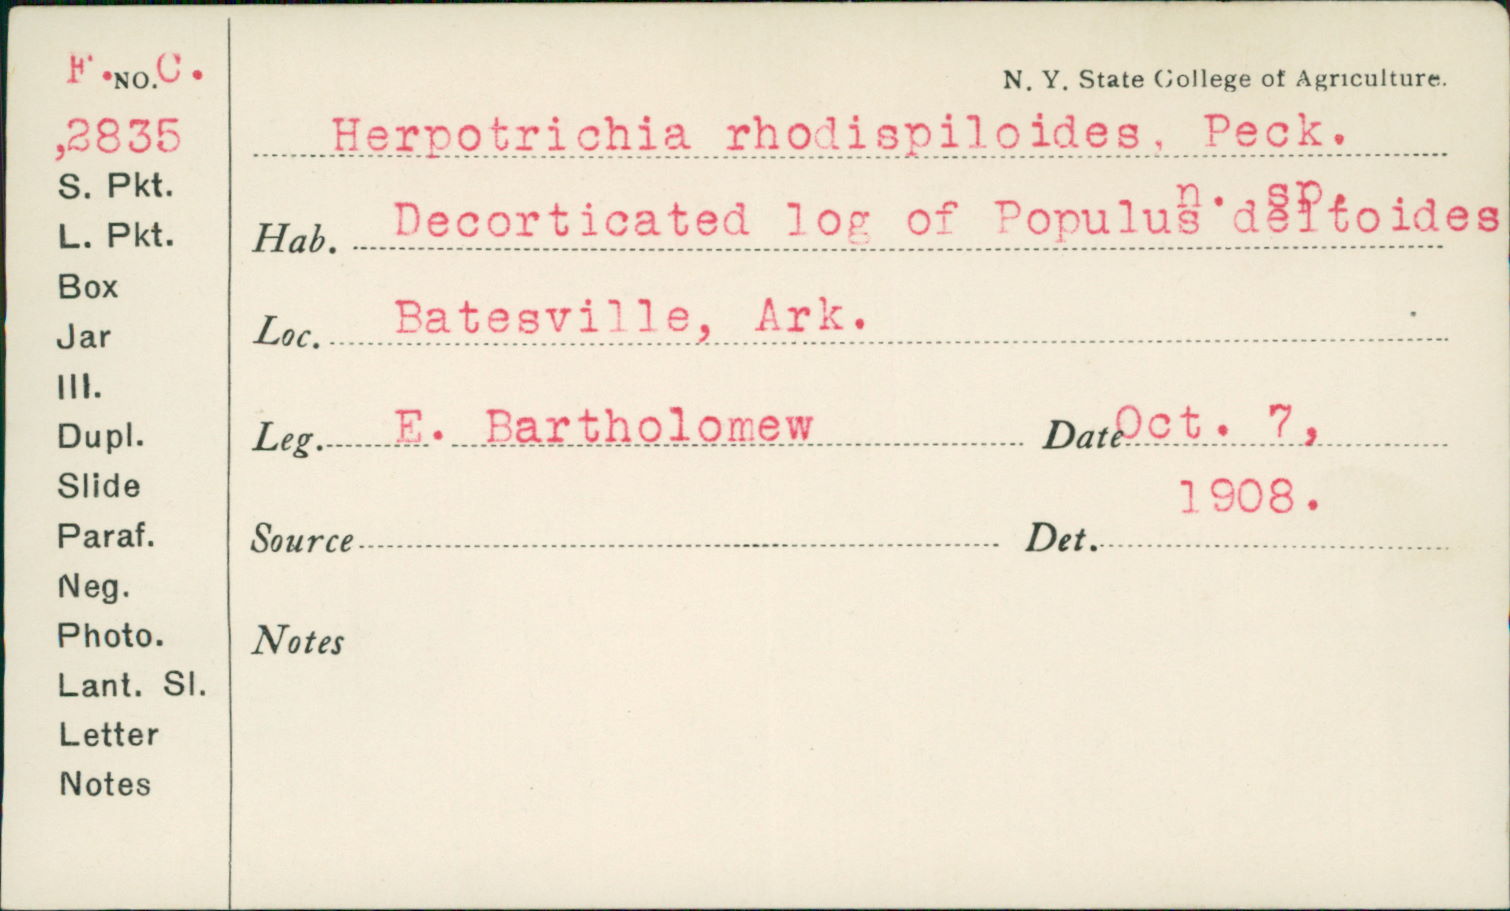 F. NO. C.
,2835
S. Pkt.
L. Pkt.
Box
Jar
Ill.
Dupl.
Slide
Paraf.
Neg.
Photo.
Lant. Sl.
Letter
Notes
N. Y. State College of Agriculture.
Herpotrichia rhodispiloides, Peck.
n. sp.
Hab. Decorticated log of Populus deltoides
Loc. Batesville, Ark.
Leg. E. Bartholomew Date Oct. 7,
1908.
Source Det.
Notes